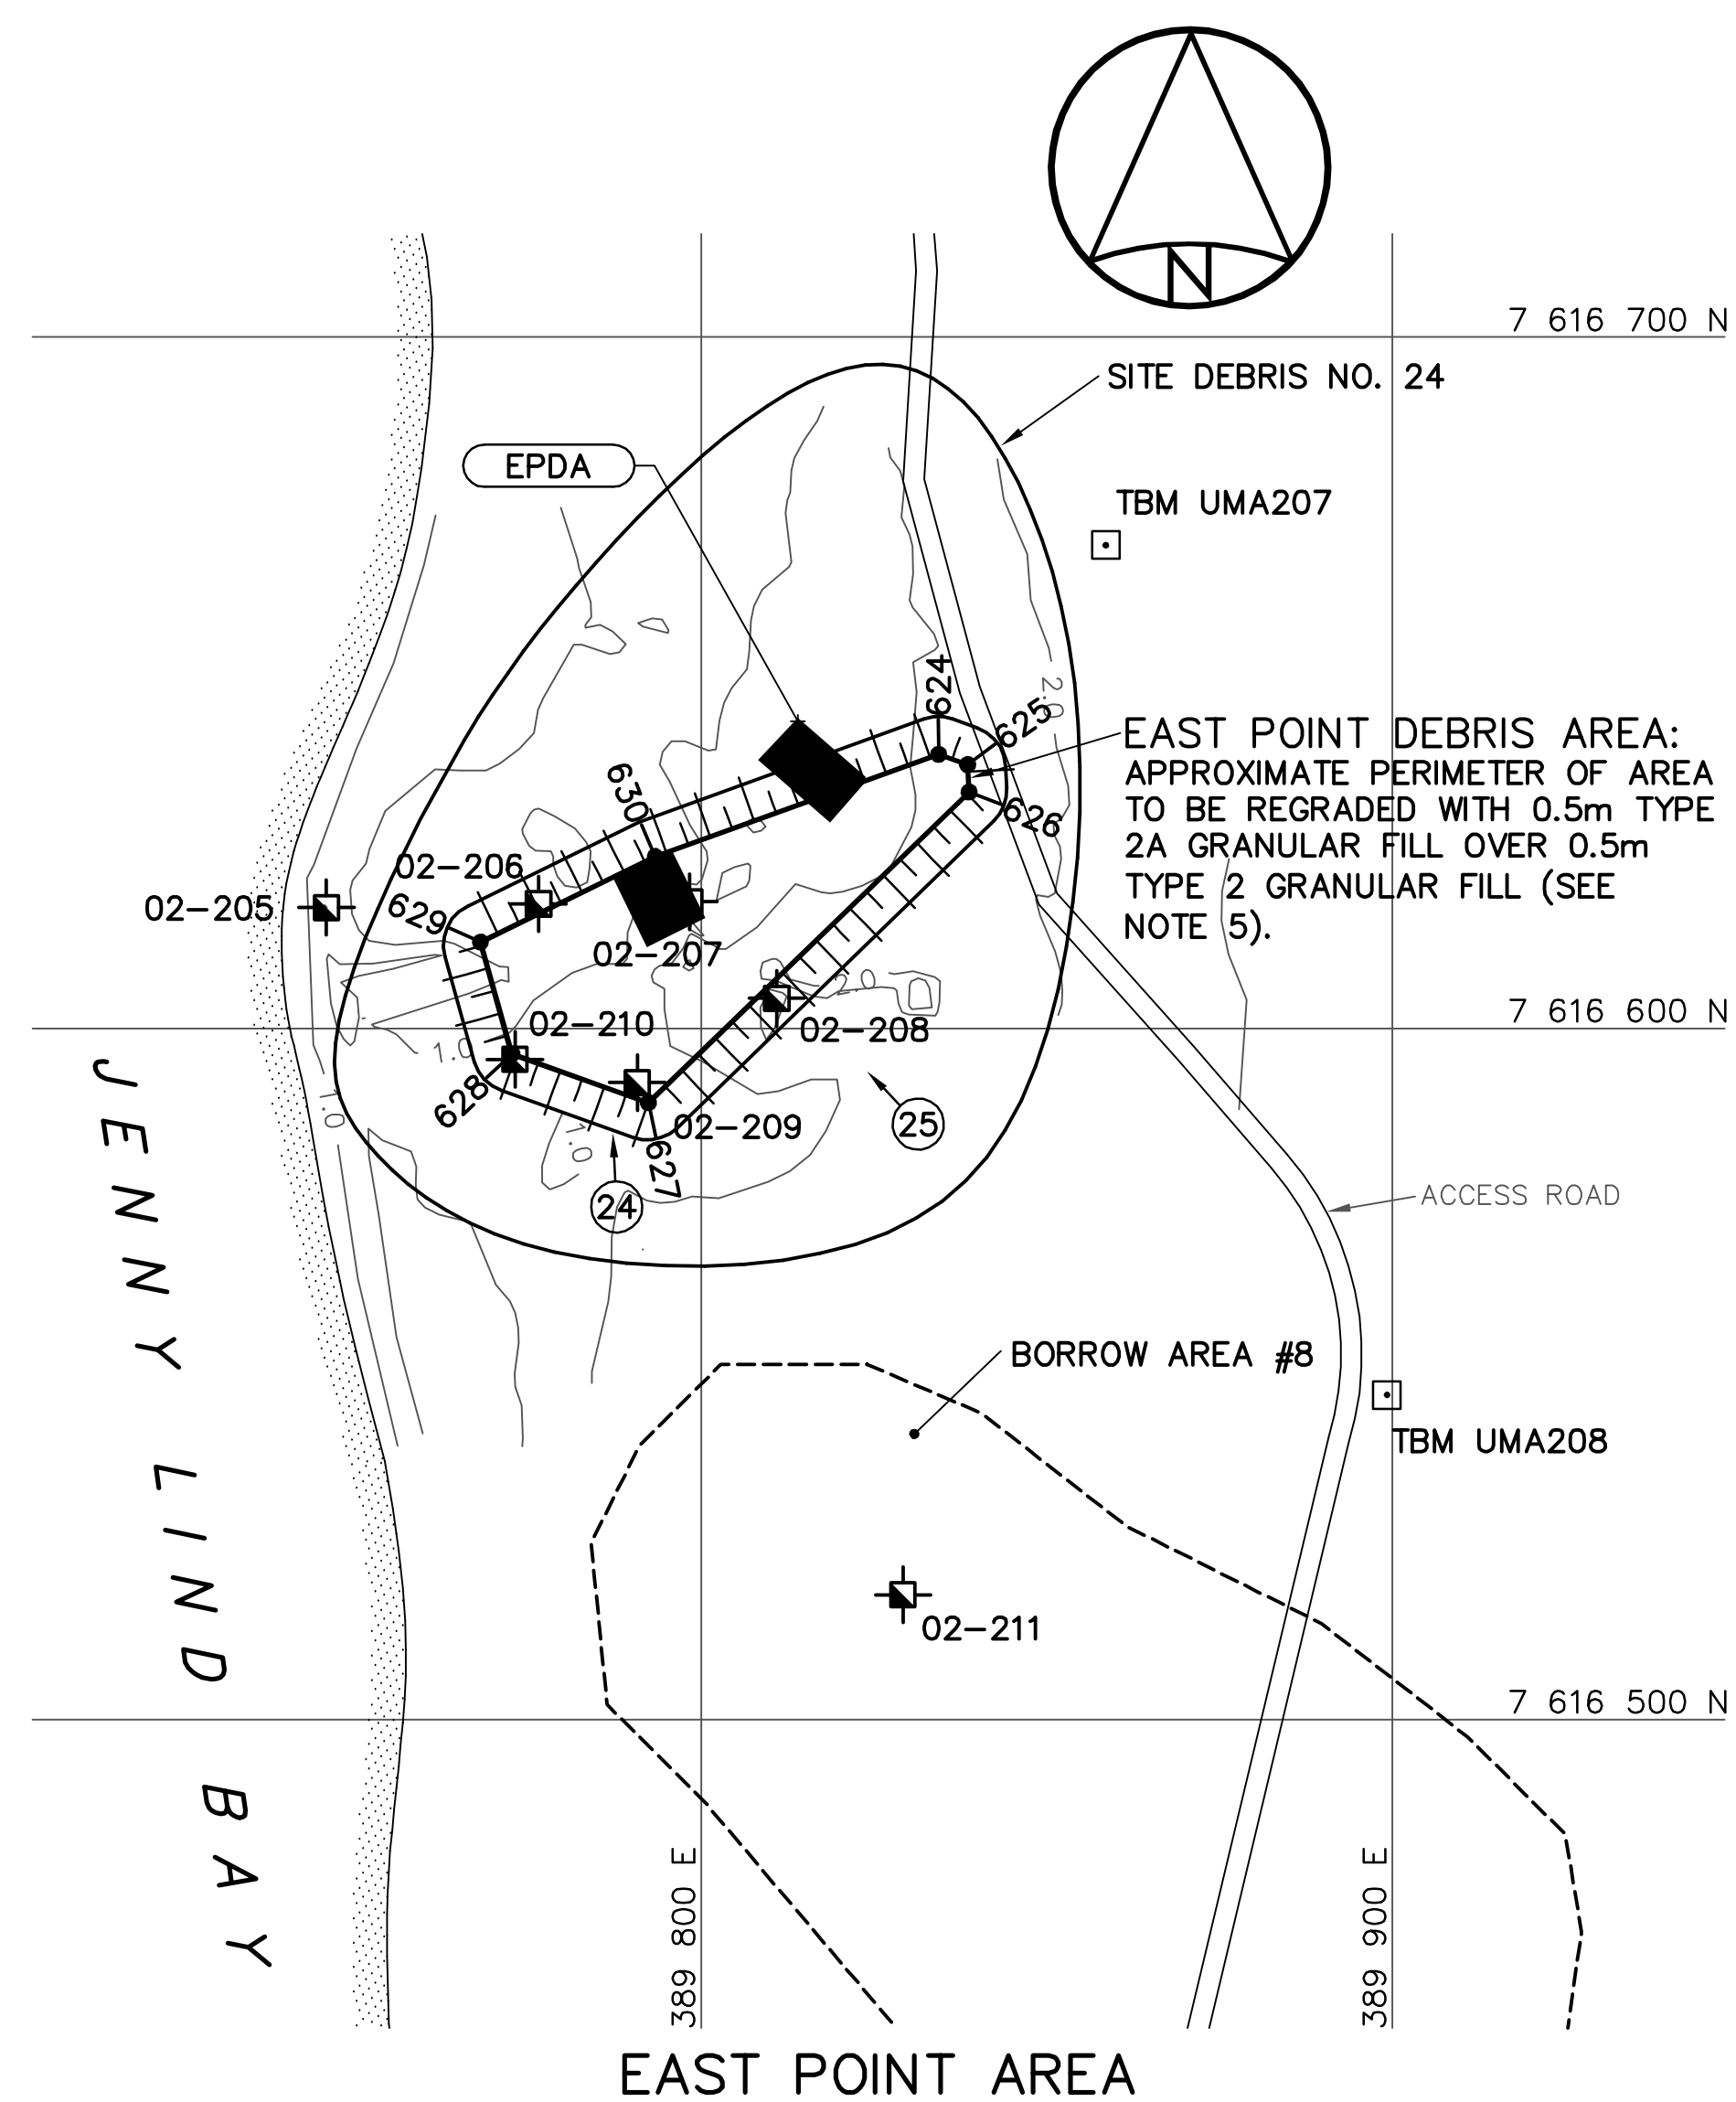 N
7 616 700 N
SITE DEBRIS NO. 24
EPDA
TBM UMA207
624
2.0
625
EAST POINT DEBRIS AREA:
APPROXIMATE PERIMETER OF AREA
TO BE REGRADED WITH 0.5m TYPE
2A GRANULAR FILL OVER 0.5m
TYPE 2 GRANULAR FILL (SEE
NOTE 5).
630
626
02-206
02-205
629
02-207
2.0
7 616 600 N
02-210
02-208
1.0
628
1.0
02-209
25
1.0
627
24
ACCESS ROAD
JENNY LIND BAY
BORROW AREA #8
TBM UMA208
02-211
7 616 500 N
389 800 E
389 900 E
EAST POINT AREA